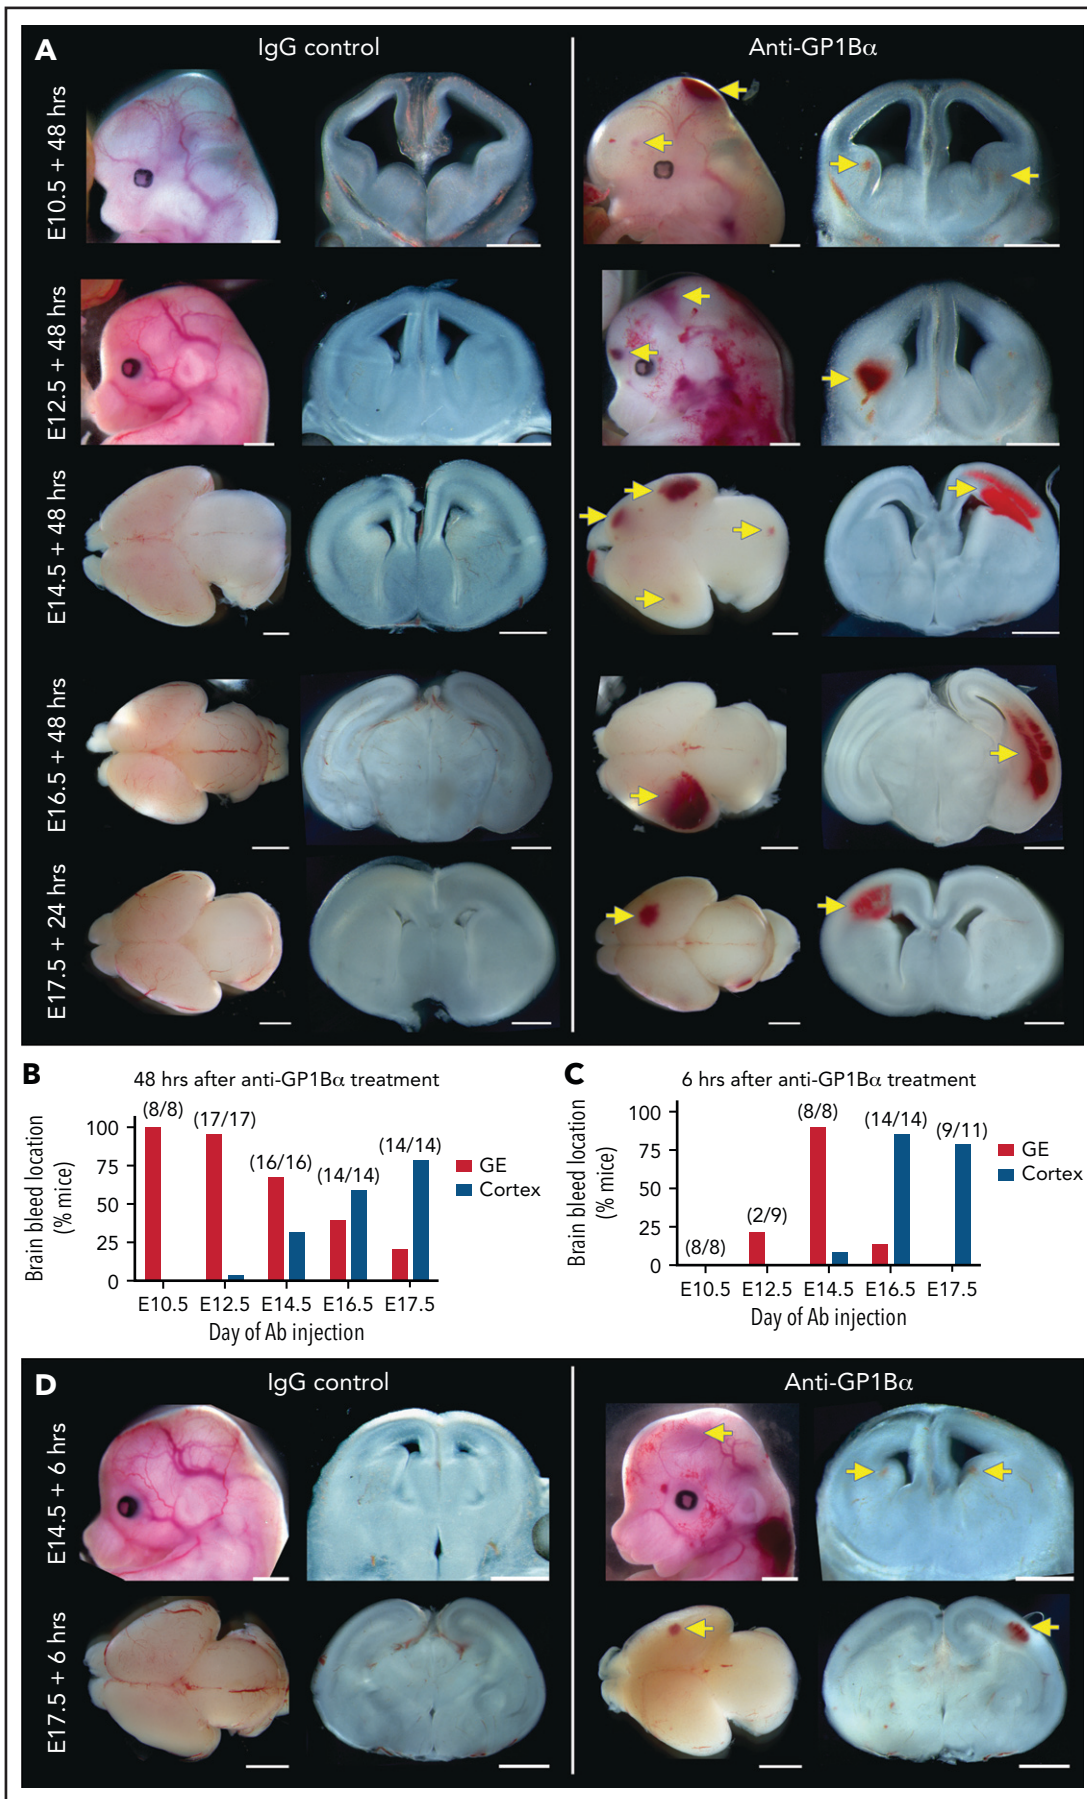 A
IgG control
Anti-GP1Bα
E10.5 + 48 hrs
E12.5 + 48 hrs
E14.5 + 48 hrs
E16.5 + 48 hrs
E17.5 + 24 hrs
B
48 hrs after anti-GP1Bα treatment
Brain bleed location
(% mice)
100
75
50
25
0
(8/8)
(17/17)
(16/16)
(14/14)
(14/14)
GE
Cortex
E10.5
E12.5
E14.5
E16.5
E17.5
Day of Ab injection
C
6 hrs after anti-GP1Bα treatment
Brain bleed location
(% mice)
100
75
50
25
0
(8/8)
(2/9)
(8/8)
(14/14)
(9/11)
GE
Cortex
E10.5
E12.5
E14.5
E16.5
E17.5
Day of Ab injection
D
IgG control
Anti-GP1Bα
E14.5 + 6 hrs
E17.5 + 6 hrs